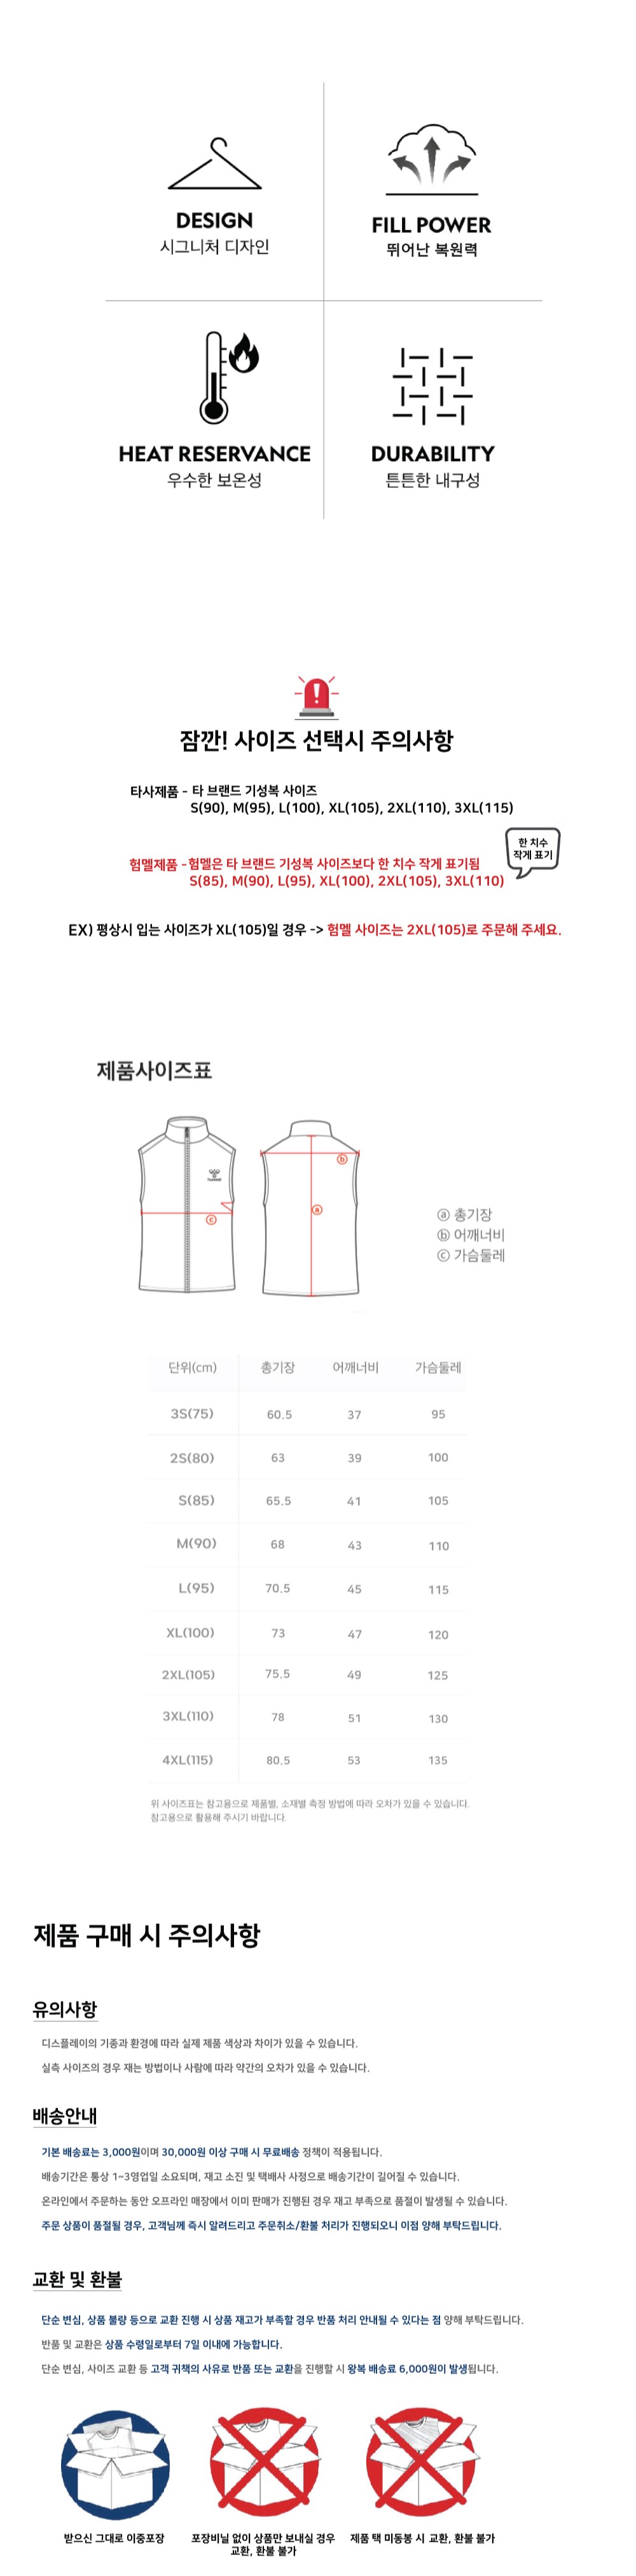 DESIGN
시그니처 디자인
FILL POWER
뛰어난 복원력
HEAT RESERVANCE
우수한 보온성
DURABILITY
튼튼한 내구성
잠깐! 사이즈 선택시 주의사항
타사제품 - 타 브랜드 기성복 사이즈
S(90), M(95), L(100), XL(105), 2XL(110), 3XL(115)
한 치수
작게 표기
험멜제품 -험멜은 타 브랜드 기성복 사이즈보다 한 치수 작게 표기됨
S(85), M(90), L(95), XL(100), 2XL(105), 3XL(110)
EX) 평상시 입는 사이즈가 XL(105)일 경우 -> 험멜 사이즈는 2XL(105)로 주문해 주세요.
제품사이즈표
hummel
ⓒ
ⓑ
ⓐ
ⓐ 총기장
ⓑ 어깨너비
ⓒ 가슴둘레
단위(cm) 총기장 어깨너비 가슴둘레
3S(75) 60.5 37 95
2S(80) 63 39 100
S(85) 65.5 41 105
M(90) 68 43 110
L(95) 70.5 45 115
XL(100) 73 47 120
2XL(105) 75.5 49 125
3XL(110) 78 51 130
4XL(115) 80.5 53 135
위 사이즈표는 참고용으로 제품별, 소재별 측정 방법에 따라 오차가 있을 수 있습니다.
참고용으로 활용해 주시기 바랍니다.
제품 구매 시 주의사항
유의사항
디스플레이의 기종과 환경에 따라 실제 제품 색상과 차이가 있을 수 있습니다.
실측 사이즈의 경우 재는 방법이나 사람에 따라 약간의 오차가 있을 수 있습니다.
배송안내
기본 배송료는 3,000원이며 30,000원 이상 구매 시 무료배송 정책이 적용됩니다.
배송기간은 통상 1~3영업일 소요되며, 재고 소진 및 택배사 사정으로 배송기간이 길어질 수 있습니다.
온라인에서 주문하는 동안 오프라인 매장에서 이미 판매가 진행된 경우 재고 부족으로 품절이 발생될 수 있습니다.
주문 상품이 품절될 경우, 고객님께 즉시 알려드리고 주문취소/환불 처리가 진행되오니 이점 양해 부탁드립니다.
교환 및 환불
단순 변심, 상품 불량 등으로 교환 진행 시 상품 재고가 부족할 경우 반품 처리 안내될 수 있다는 점 양해 부탁드립니다.
반품 및 교환은 상품 수령일로부터 7일 이내에 가능합니다.
단순 변심, 사이즈 교환 등 고객 귀책의 사유로 반품 또는 교환을 진행할 시 왕복 배송료 6,000원이 발생됩니다.
받으신 그대로 이중포장
포장비닐 없이 상품만 보내실 경우
교환, 환불 불가
제품 택 미동봉 시 교환, 환불 불가